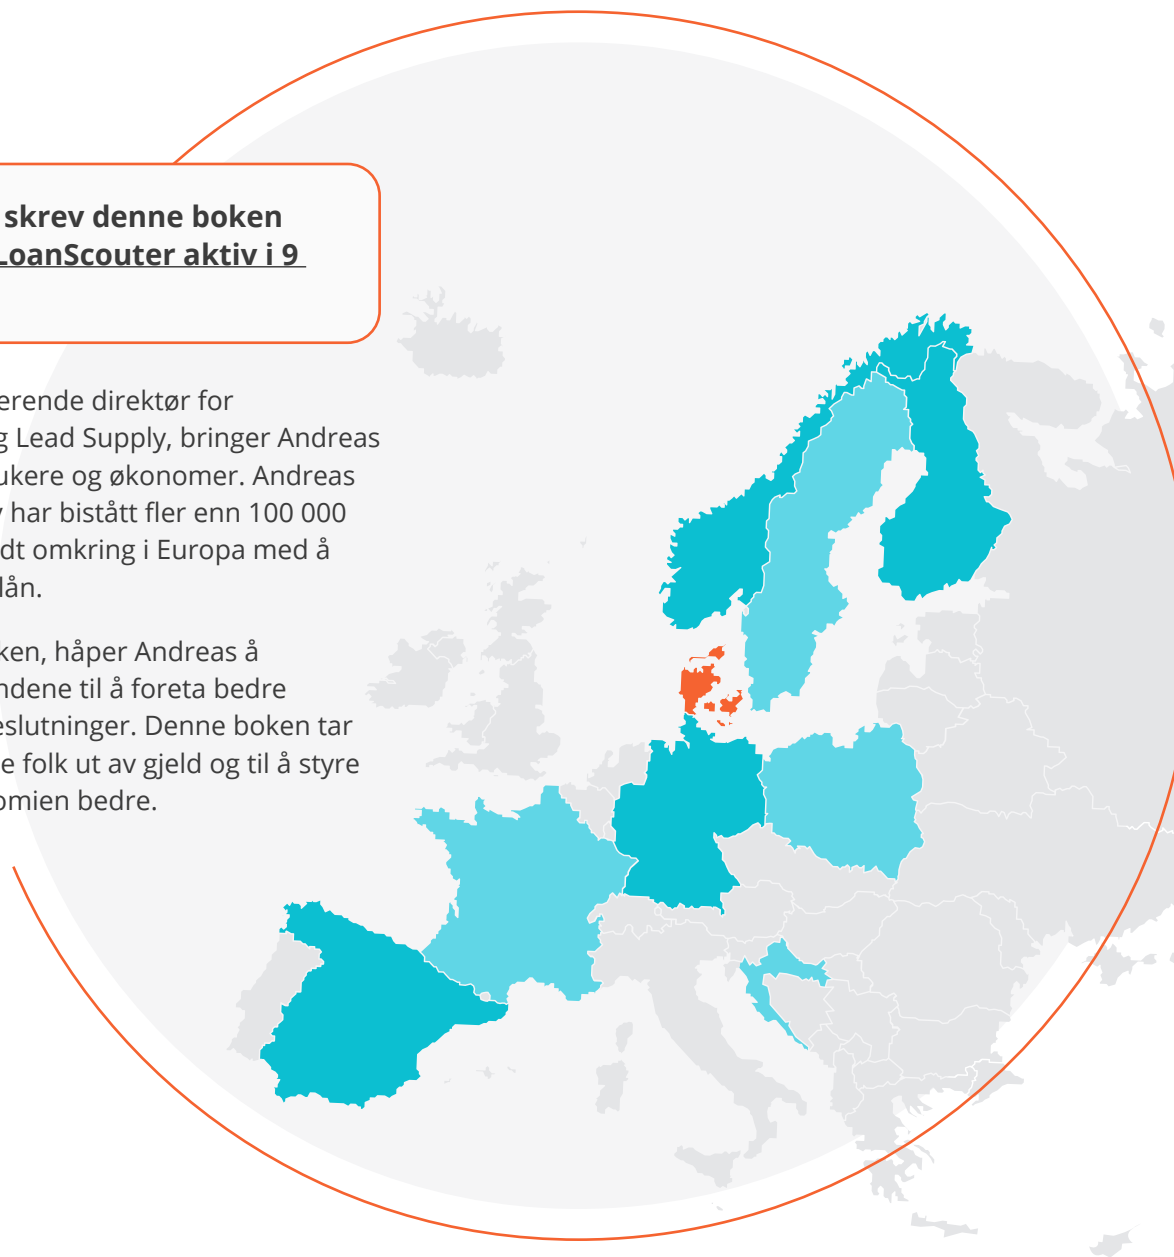 skrev denne boken
LoanScouter aktiv i 9
erende direktør for
g Lead Supply, bringer Andreas
ukere og økonomer. Andreas
har bistått fler enn 100 000
dt omkring i Europa med å
lån.
ken, håper Andreas å
ndene til å foreta bedre
eslutninger. Denne boken tar
e folk ut av gjeld og til å styre
omien bedre.